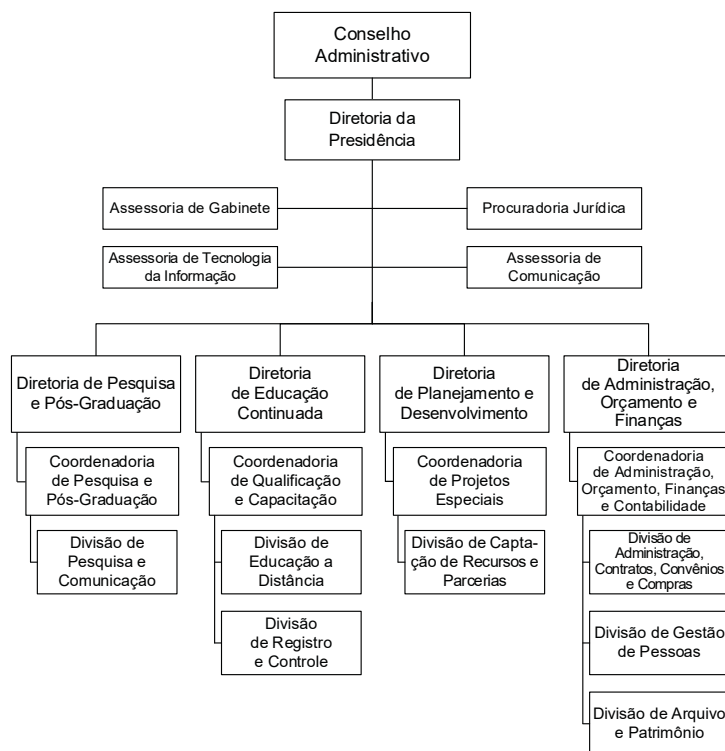 Conselho
Administrativo
Diretoria da
Presidência
Assessoria de Gabinete
Procuradoria Jurídica
Assessoria de Tecnologia
da Informação
Assessoria de
Comunicação
Diretoria de Pesquisa
e Pós-Graduação
Diretoria
de Educação
Continuada
Diretoria
de Planejamento e
Desenvolvimento
Diretoria
de Administração,
Orçamento e
Finanças
Coordenadoria
de Pesquisa e
Pós-Graduação
Coordenadoria
de Qualificação
e Capacitação
Coordenadoria
de Projetos
Especiais
Coordenadoria
de Administração,
Orçamento, Finanças
e Contabilidade
Divisão de
Pesquisa e
Comunicação
Divisão de
Educação a
Distância
Divisão de Capta-
ção de Recursos e
Parcerias
Divisão de
Administração,
Contratos, Convênios
e Compras
Divisão
de Registro
e Controle
Divisão de Gestão
de Pessoas
Divisão de Arquivo
e Patrimônio